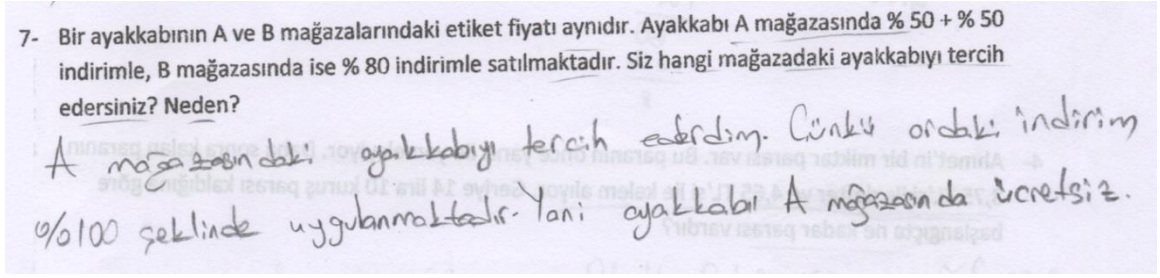 7- Bir ayakkabının A ve B mağazalarındaki etiket fiyatı aynıdır. Ayakkabı A mağazasında % 50 + % 50
indirimle, B mağazasında ise % 80 indirimle satılmaktadır. Siz hangi mağazadaki ayakkabıyı tercih
edersiniz? Neden?
A mağazasındaki ayakkabıyı tercih ederdim. Çünkü ordaki indirim
%100 şeklinde uygulanmaktadır. Yani ayakkabı A mağazasında ücretsiz.